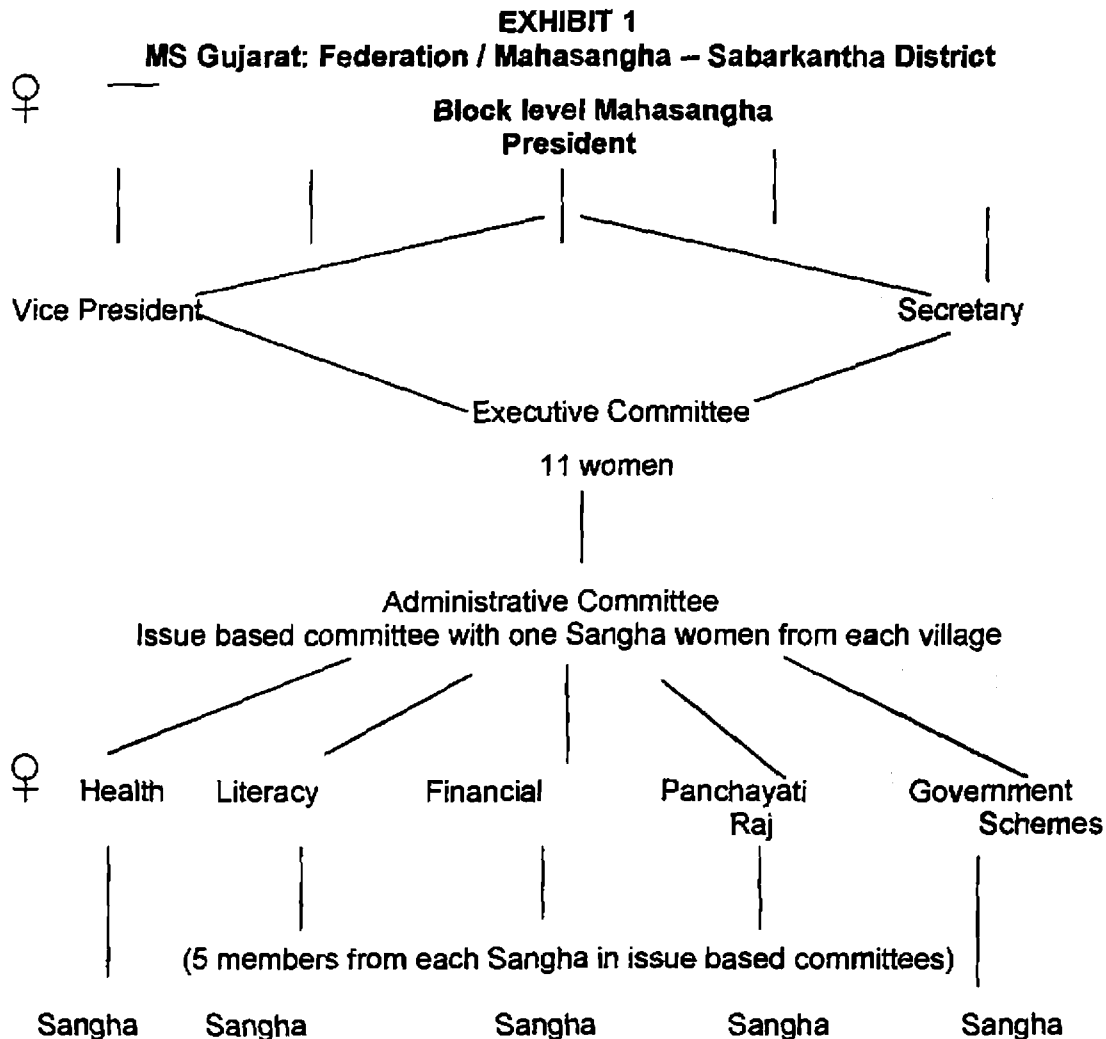 EXHIBIT 1
MS Gujarat: Federation / Mahasangha – Sabarkantha District
Block level Mahasangha
President
Vice President
Secretary
Executive Committee
11 women
Administrative Committee
Issue based committee with one Sangha women from each village
Health Literacy Financial Panchayati Government
Raj Schemes
(5 members from each Sangha in issue based committees)
Sangha Sangha Sangha Sangha Sangha